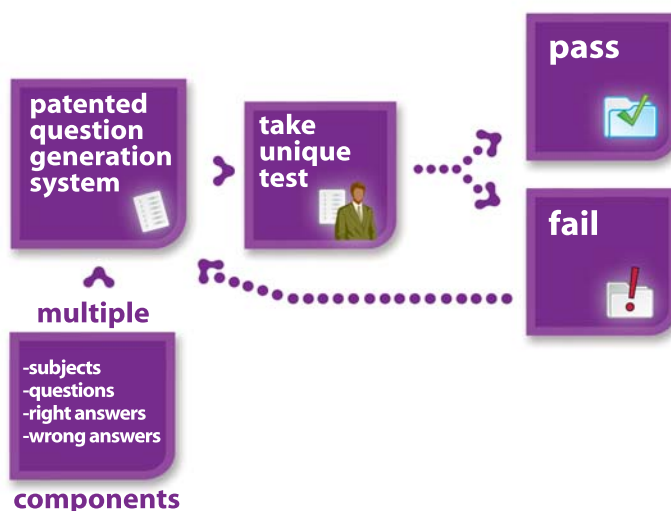 patented
question
generation
system
take
unique
test
pass
fail
multiple
-subjects
-questions
-right answers
-wrong answers
components